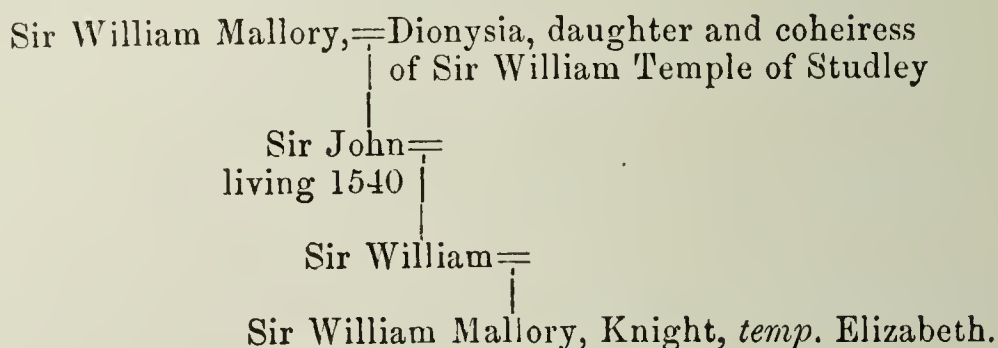 Sir William Mallory,=Dionysia, daughter and coheiress
of Sir William Temple of Studley
Sir John=
living 1540
Sir William=
Sir William Mallory, Knight, temp. Elizabeth.